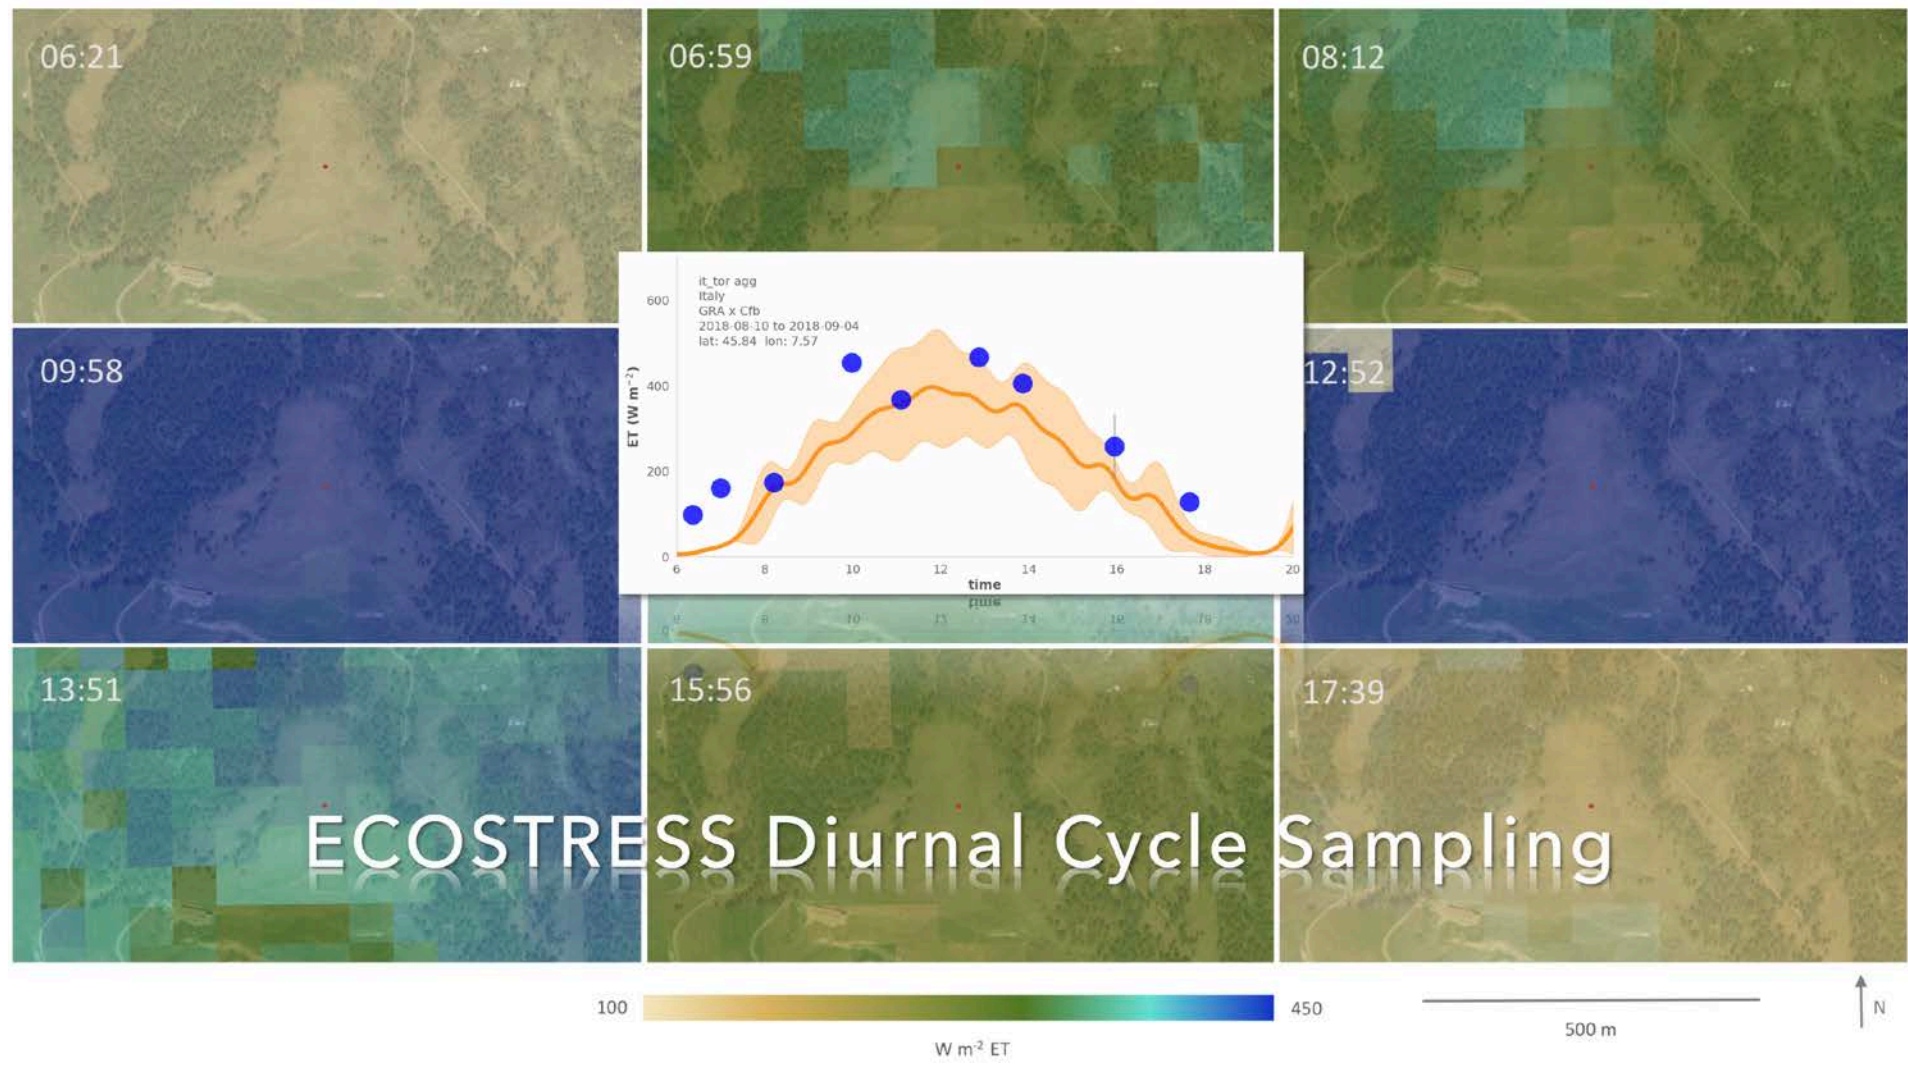 06:21
06:59
08:12
09:58
12:52
it_tor agg
Italy
GRA x Cfb
2018-08-10 to 2018-09-04
lat: 45.84 lon: 7.57
600
400
200
0
ET (W m⁻²)
6 8 10 12 14 16 18 20
time
13:51
15:56
17:39
ECOSTRESS Diurnal Cycle Sampling
100
450
W m⁻² ET
500 m
N